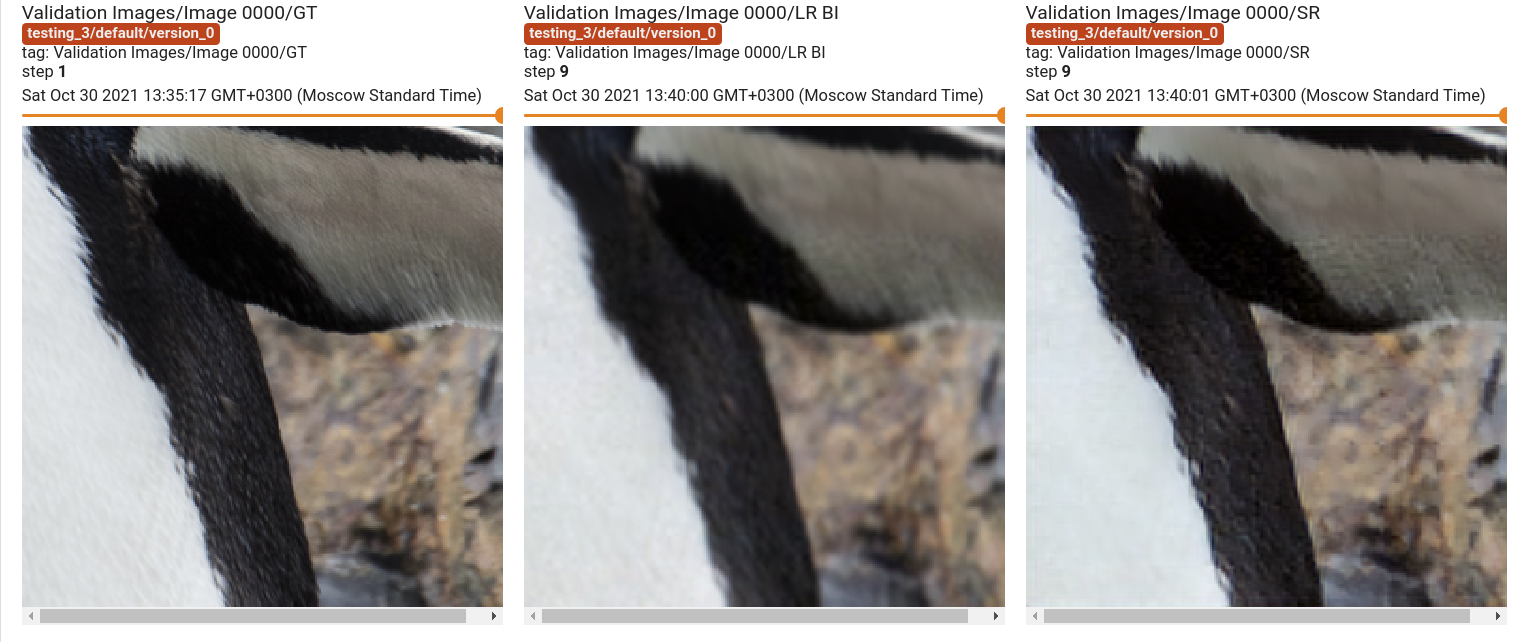 Validation Images/Image 0000/GT
testing_3/default/version_0
tag: Validation Images/Image 0000/GT
step 1
Sat Oct 30 2021 13:35:17 GMT+0300 (Moscow Standard Time)
Validation Images/Image 0000/LR BI
testing_3/default/version_0
tag: Validation Images/Image 0000/LR BI
step 9
Sat Oct 30 2021 13:40:00 GMT+0300 (Moscow Standard Time)
Validation Images/Image 0000/SR
testing_3/default/version_0
tag: Validation Images/Image 0000/SR
step 9
Sat Oct 30 2021 13:40:01 GMT+0300 (Moscow Standard Time)